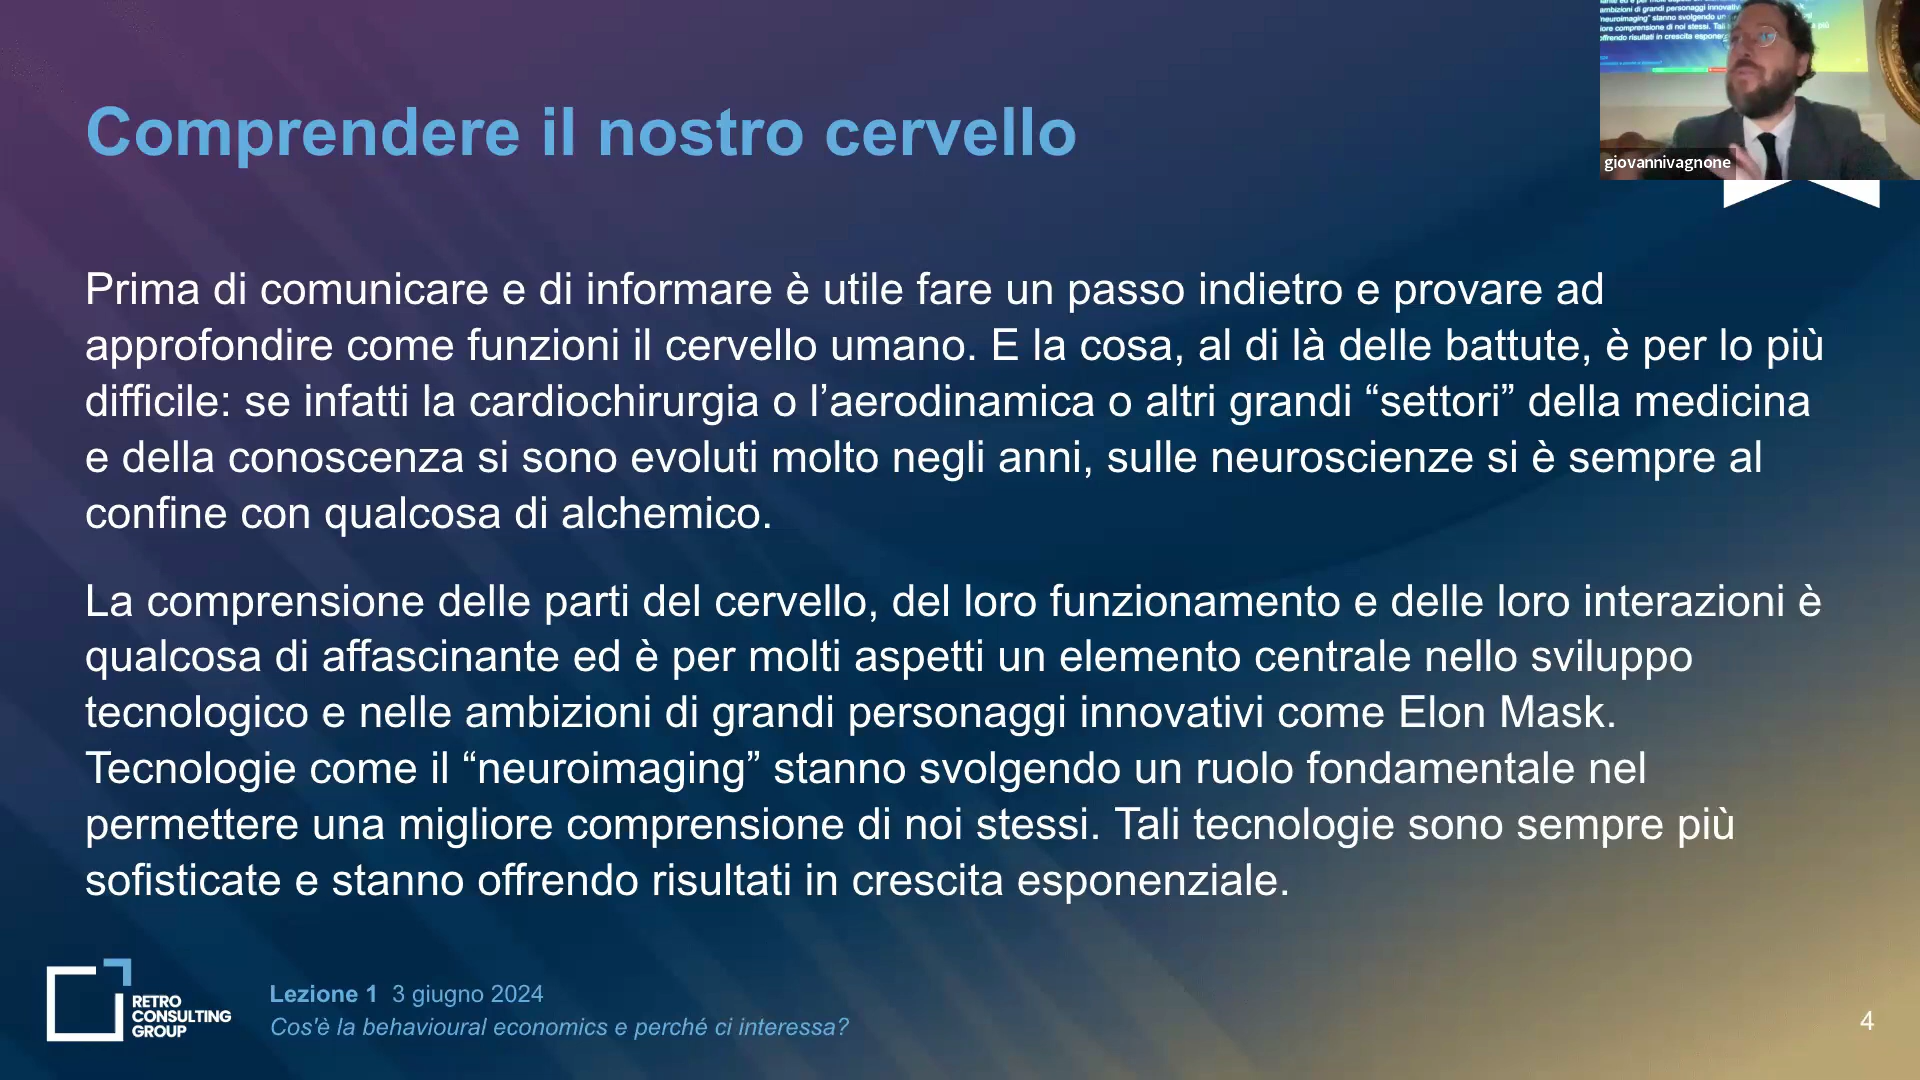 Comprendere il nostro cervello
giovannivagnone
Prima di comunicare e di informare è utile fare un passo indietro e provare ad
approfondire come funzioni il cervello umano. E la cosa, al di là delle battute, è per lo più
difficile: se infatti la cardiochirurgia o l’aerodinamica o altri grandi “settori” della medicina
e della conoscenza si sono evoluti molto negli anni, sulle neuroscienze si è sempre al
confine con qualcosa di alchemico.
La comprensione delle parti del cervello, del loro funzionamento e delle loro interazioni è
qualcosa di affascinante ed è per molti aspetti un elemento centrale nello sviluppo
tecnologico e nelle ambizioni di grandi personaggi innovativi come Elon Mask.
Tecnologie come il “neuroimaging” stanno svolgendo un ruolo fondamentale nel
permettere una migliore comprensione di noi stessi. Tali tecnologie sono sempre più
sofisticate e stanno offrendo risultati in crescita esponenziale.
RETRO
CONSULTING
GROUP
Lezione 1 3 giugno 2024
Cos'è la behavioural economics e perché ci interessa?
4